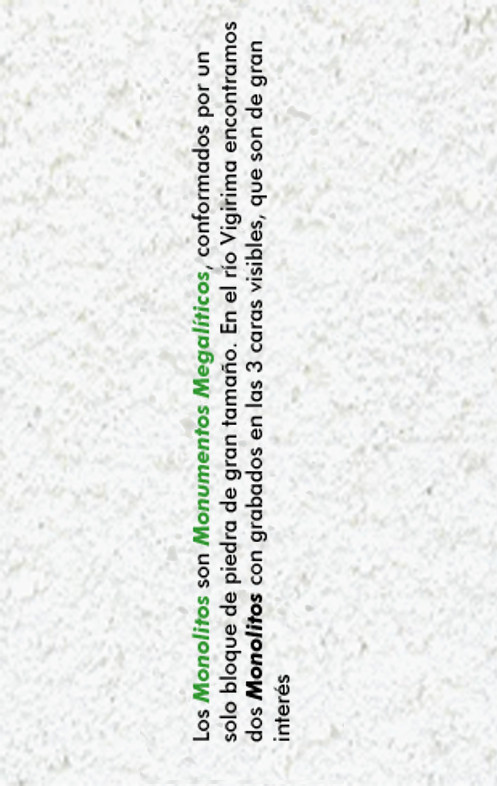 Los Monolitos son Monumentos Megalíticos, conformados por un
solo bloque de piedra de gran tamaño. En el río Vigirima encontramos
dos Monolitos con grabados en las 3 caras visibles, que son de gran
interés